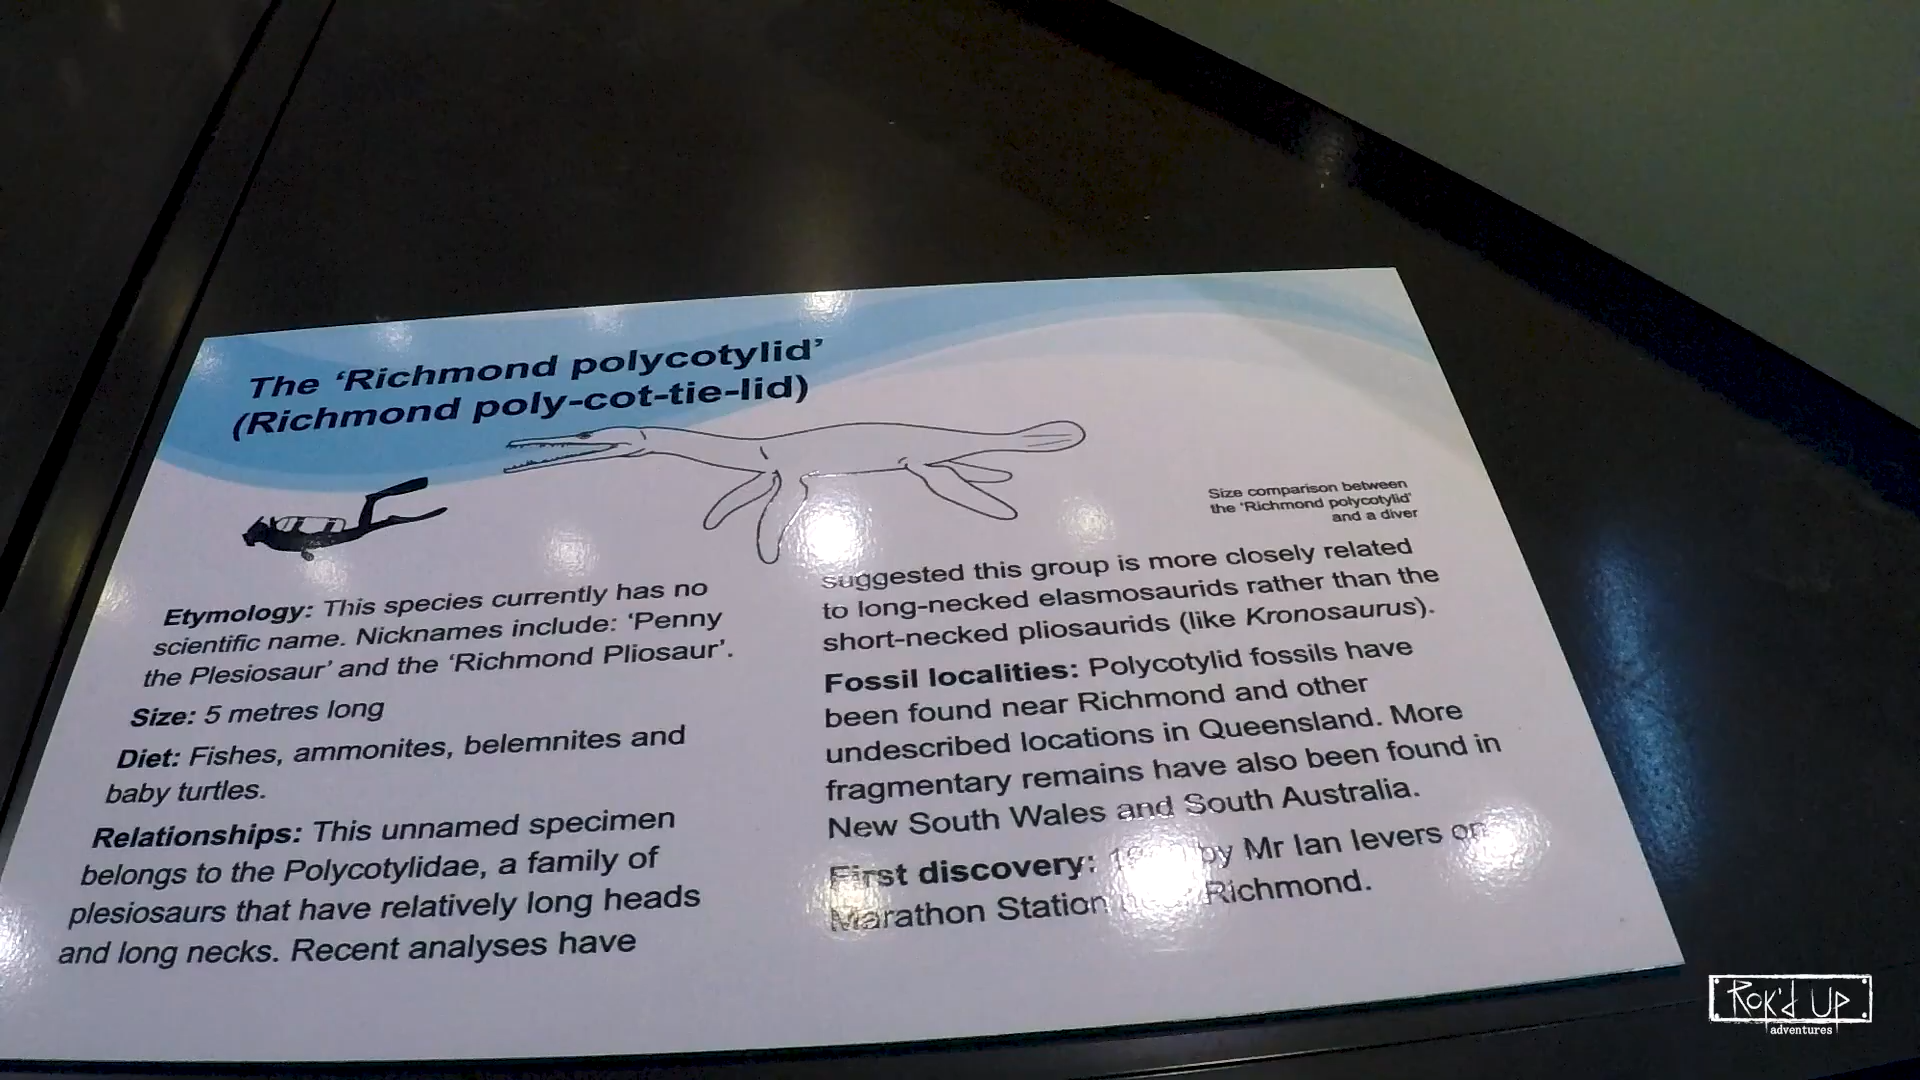 The ‘Richmond polycotylid’
(Richmond poly-cot-tie-lid)
Size comparison between
the ‘Richmond polycotylid’
and a diver
Etymology: This species currently has no
scientific name. Nicknames include: ‘Penny
the Plesiosaur’ and the ‘Richmond Pliosaur’.
Size: 5 metres long
Diet: Fishes, ammonites, belemnites and
baby turtles.
Relationships: This unnamed specimen
belongs to the Polycotylidae, a family of
plesiosaurs that have relatively long heads
and long necks. Recent analyses have
suggested this group is more closely related
to long-necked elasmosaurids rather than the
short-necked pliosaurids (like Kronosaurus).
Fossil localities: Polycotylid fossils have
been found near Richmond and other
undescribed locations in Queensland. More
fragmentary remains have also been found in
New South Wales and South Australia.
First discovery: by Mr Ian Ievers on
Marathon Station Richmond.
Rok'd Up
adventures